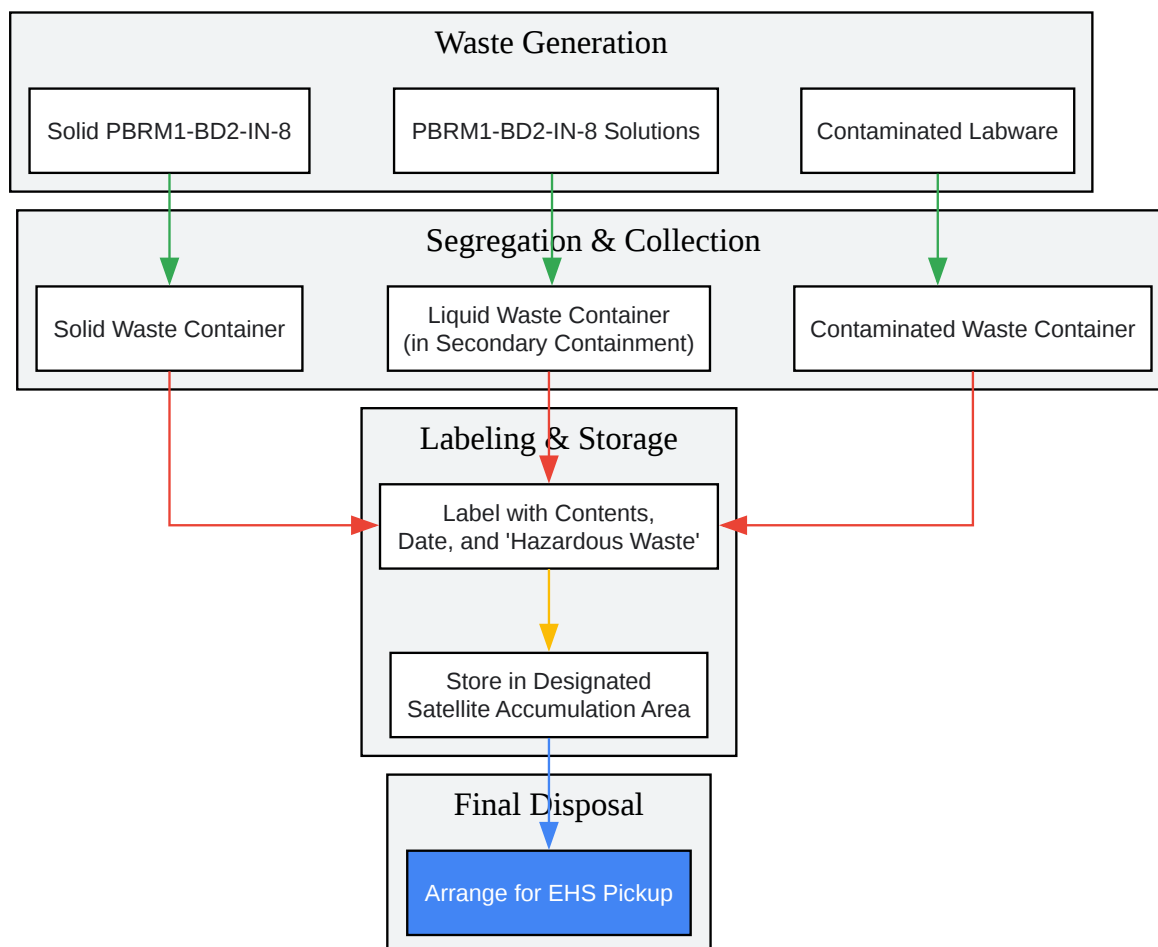 Waste Generation
Solid PBRM1-BD2-IN-8
PBRM1-BD2-IN-8 Solutions
Contaminated Labware
Segregation & Collection
Solid Waste Container
Liquid Waste Container
(in Secondary Containment)
Contaminated Waste Container
Labeling & Storage
Label with Contents,
Date, and 'Hazardous Waste'
Store in Designated
Satellite Accumulation Area
Final Disposal
Arrange for EHS Pickup